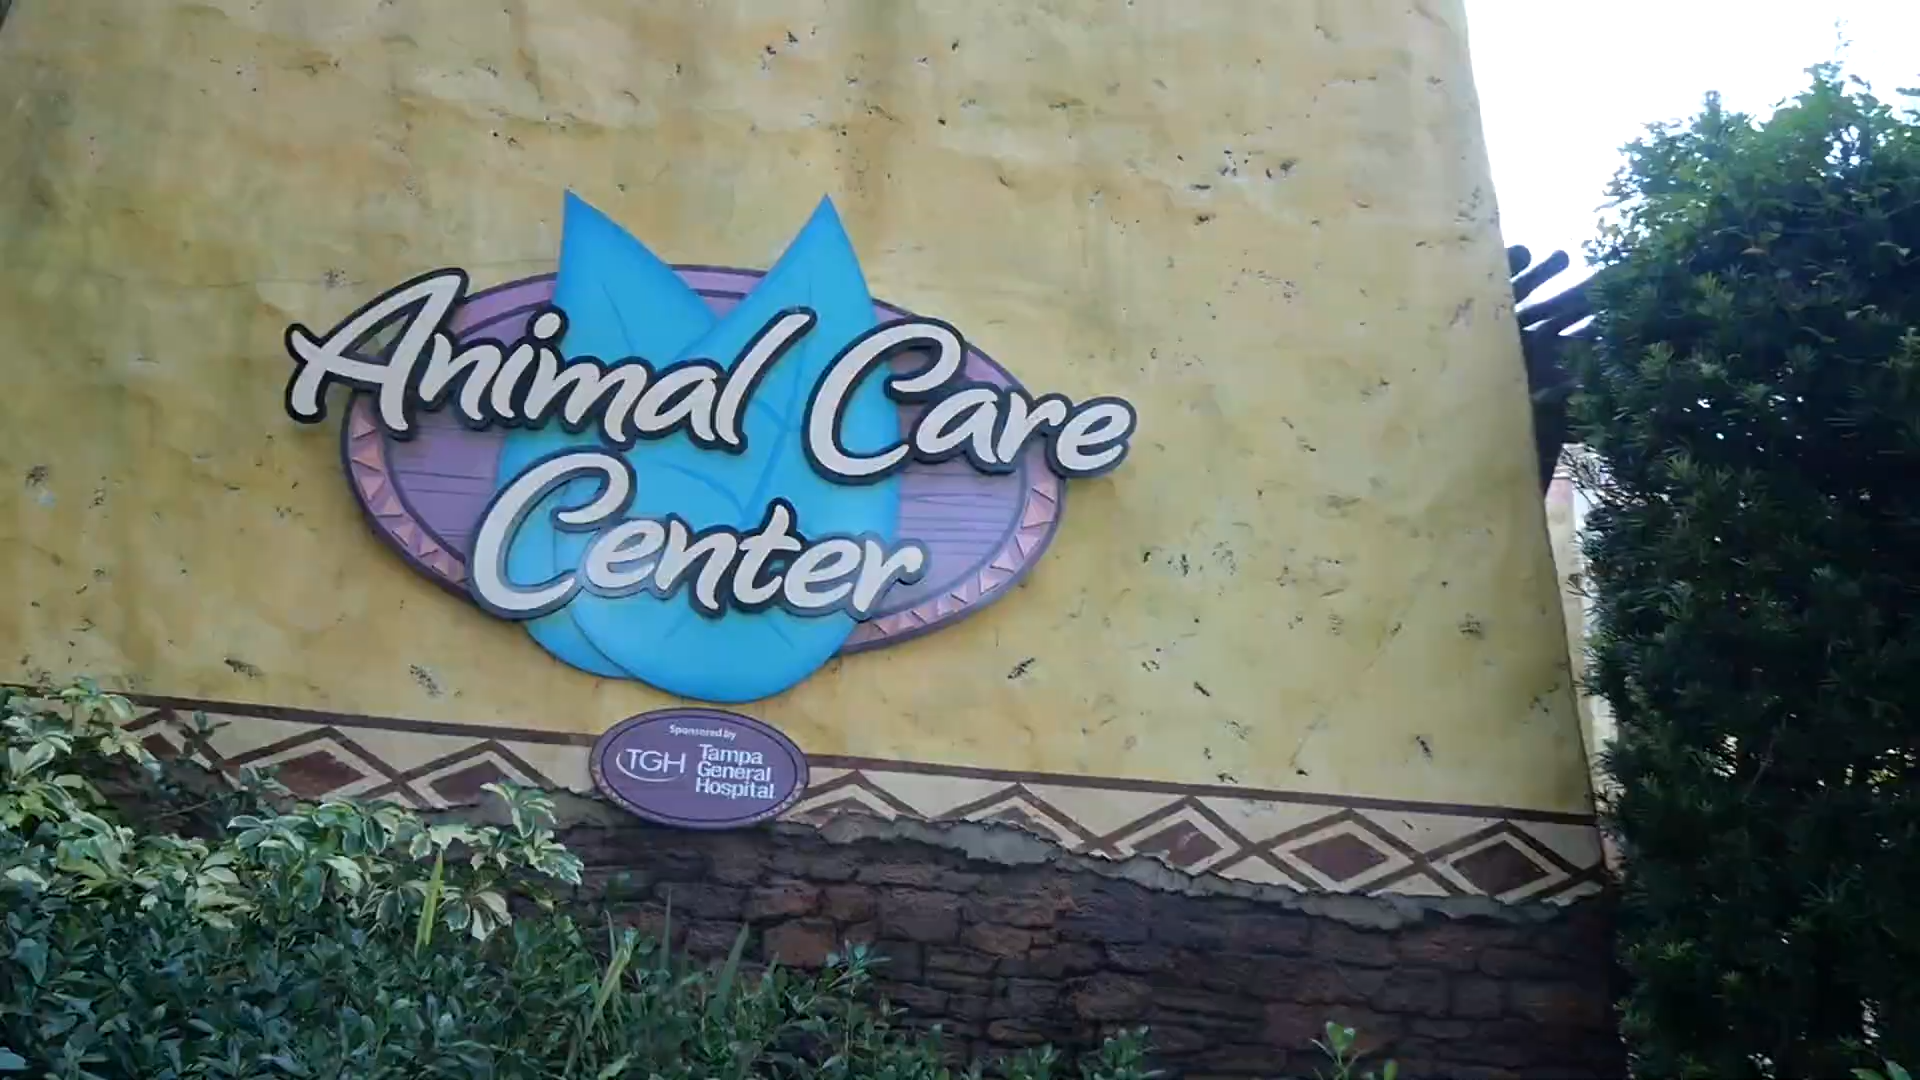 Animal Care
Center
Sponsored by
TGH
Tampa
General
Hospital